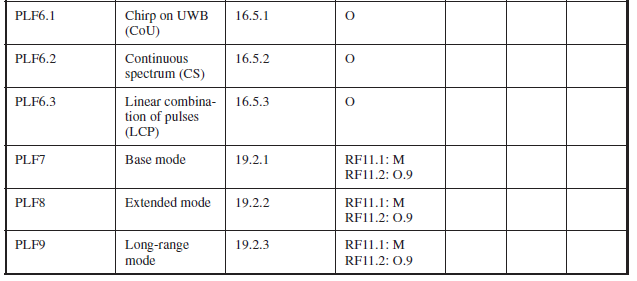 PLF6.1 Chirp on UWB 16.5.1 O
(CoU)
PLF6.2 Continuous 16.5.2 O
spectrum (CS)
PLF6.3 Linear combina- 16.5.3 O
tion of pulses
(LCP)
PLF7 Base mode 19.2.1 RF11.1: M
RF11.2: O.9
PLF8 Extended mode 19.2.2 RF11.1: M
RF11.2: O.9
PLF9 Long-range 19.2.3 RF11.1: M
mode RF11.2: O.9